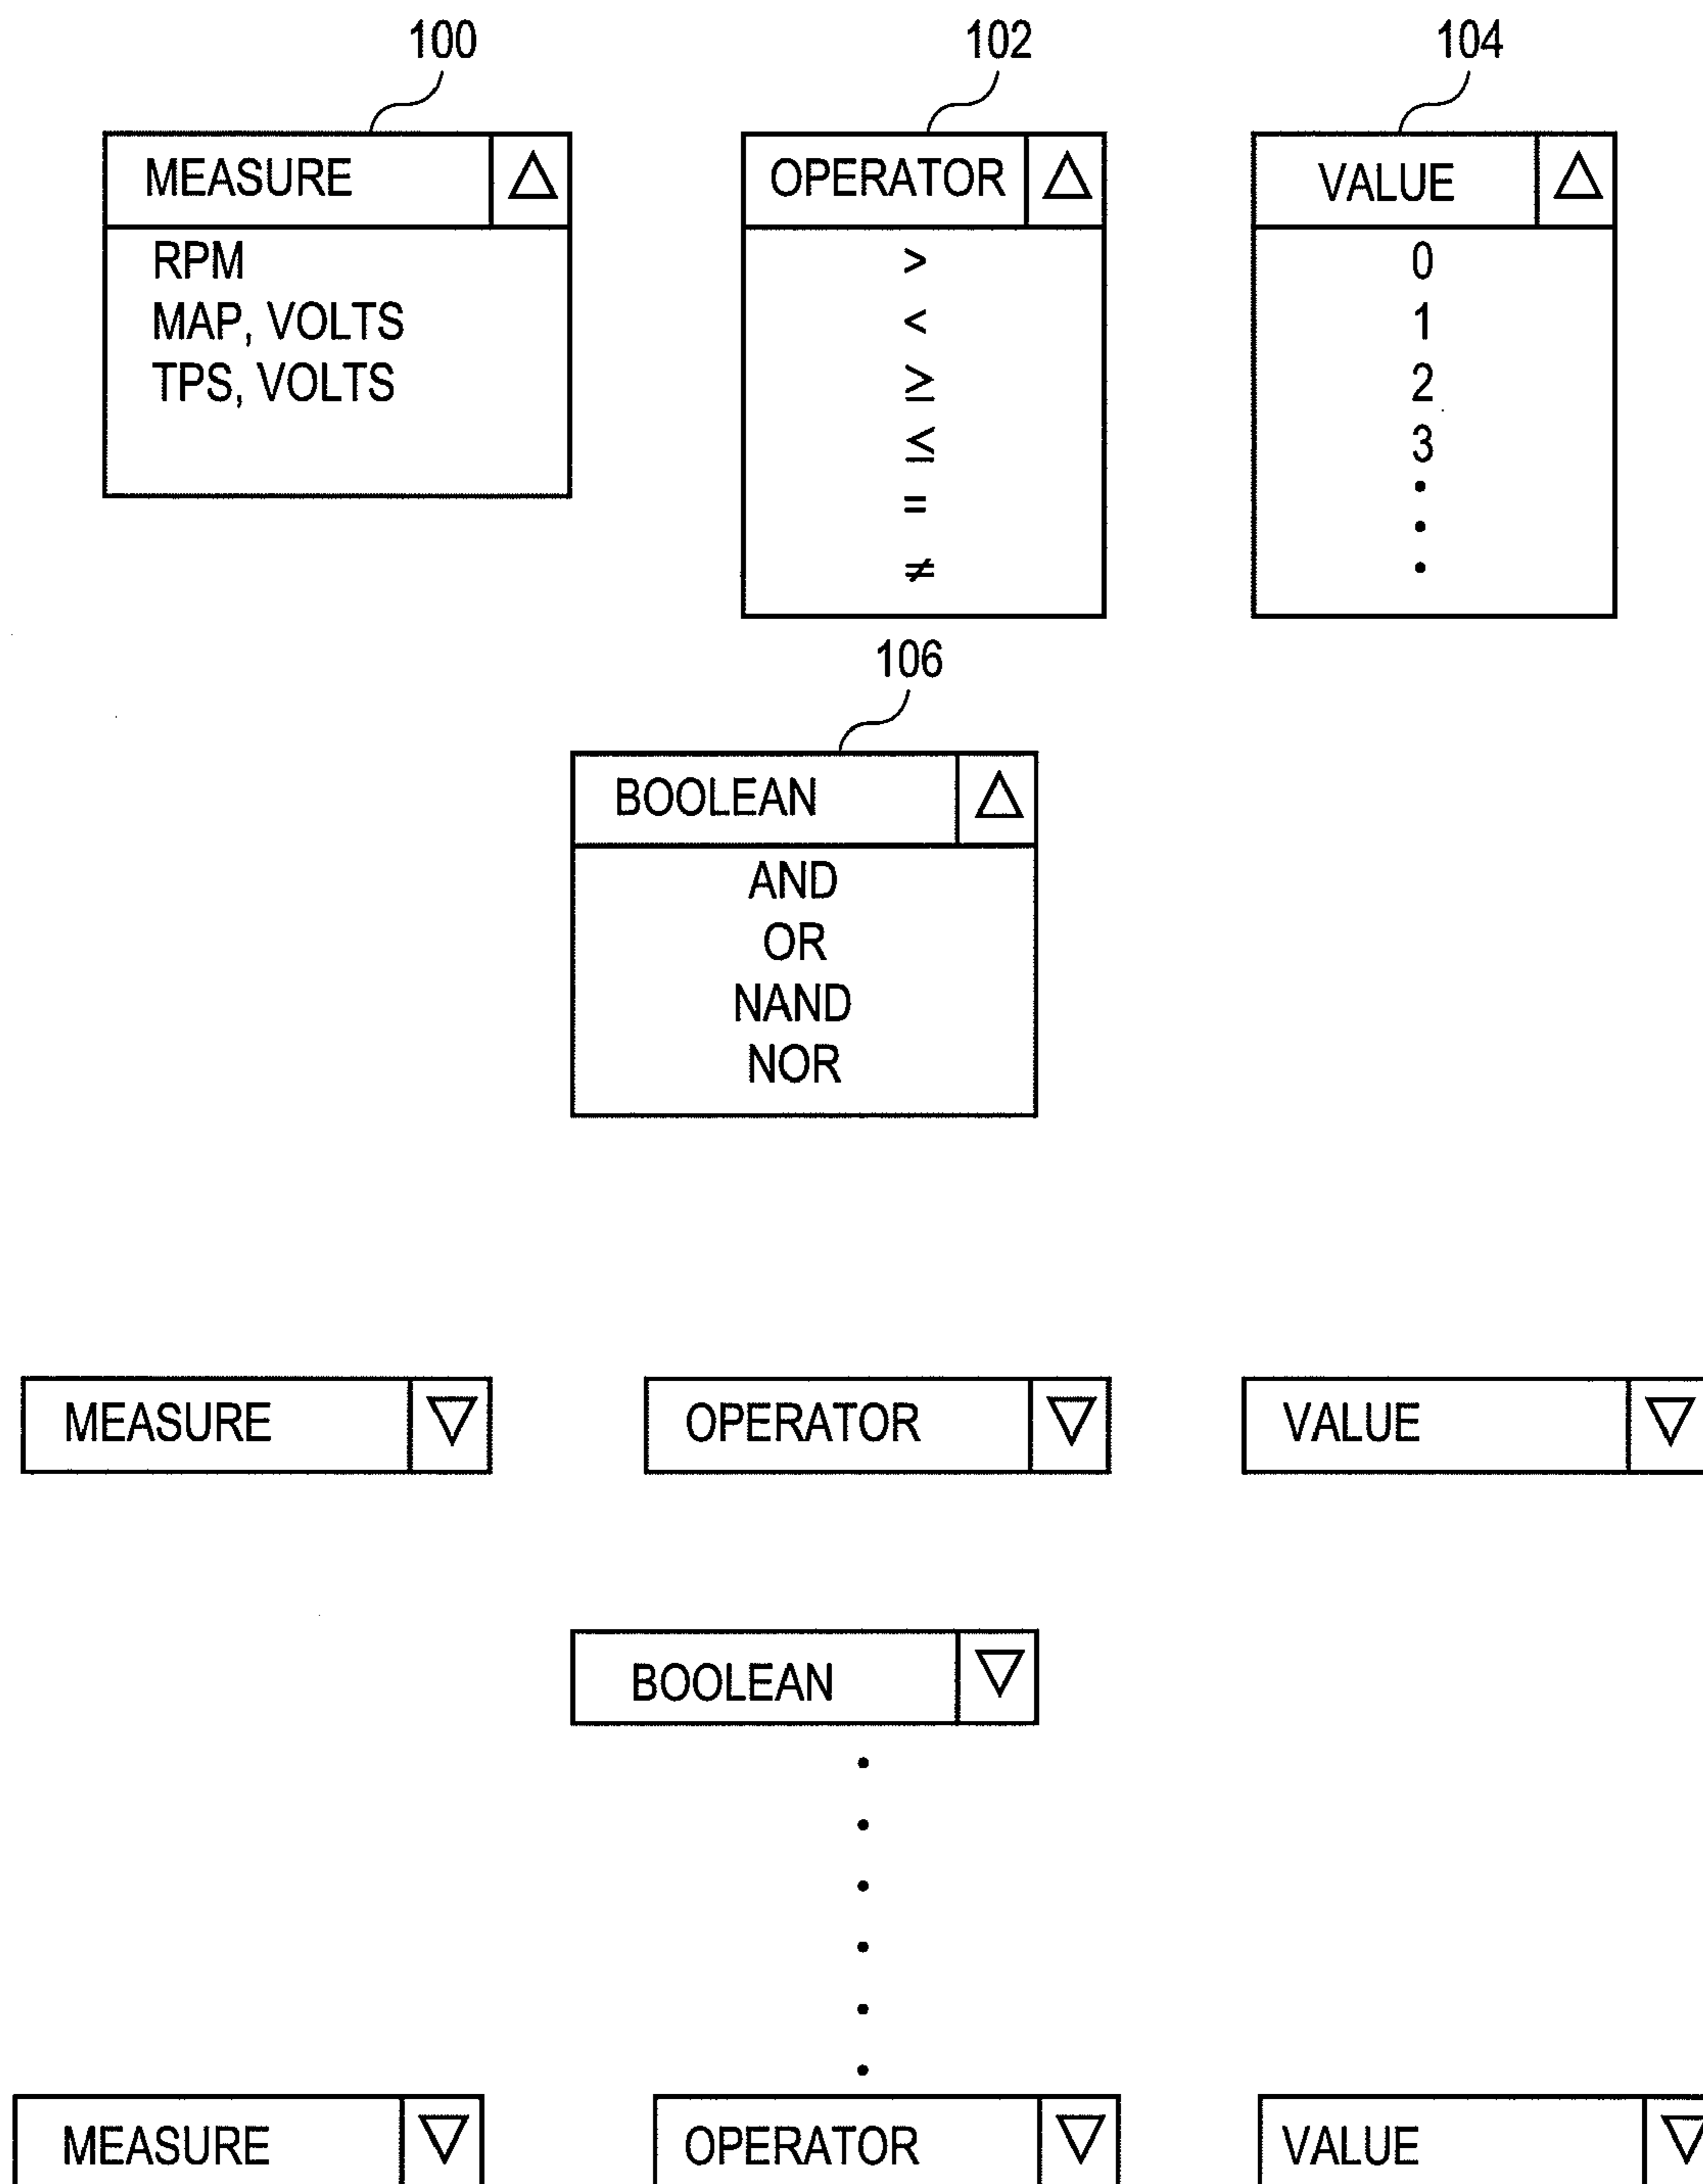 100
102
104
MEASURE
OPERATOR
VALUE
RPM
MAP, VOLTS
TPS, VOLTS
>
<
≥
≤
=
≠
0
1
2
3
106
BOOLEAN
AND
OR
NAND
NOR
MEASURE
OPERATOR
VALUE
BOOLEAN
MEASURE
OPERATOR
VALUE